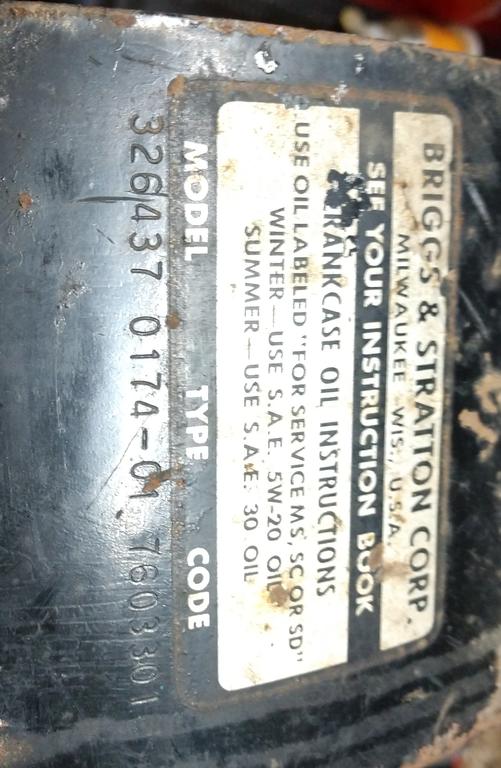 BRIGGS & STRATTON CORP.
MILWAUKEE WIS., U.S.A.
SEE YOUR INSTRUCTION BOOK
CRANKCASE OIL INSTRUCTIONS
USE OIL LABELED "FOR SERVICE MS, SC OR SD"
WINTER — USE S.A.E. 5W-20 OIL
SUMMER — USE S.A.E. 30 OIL
MODEL TYPE CODE
326437 0174-01 7603301